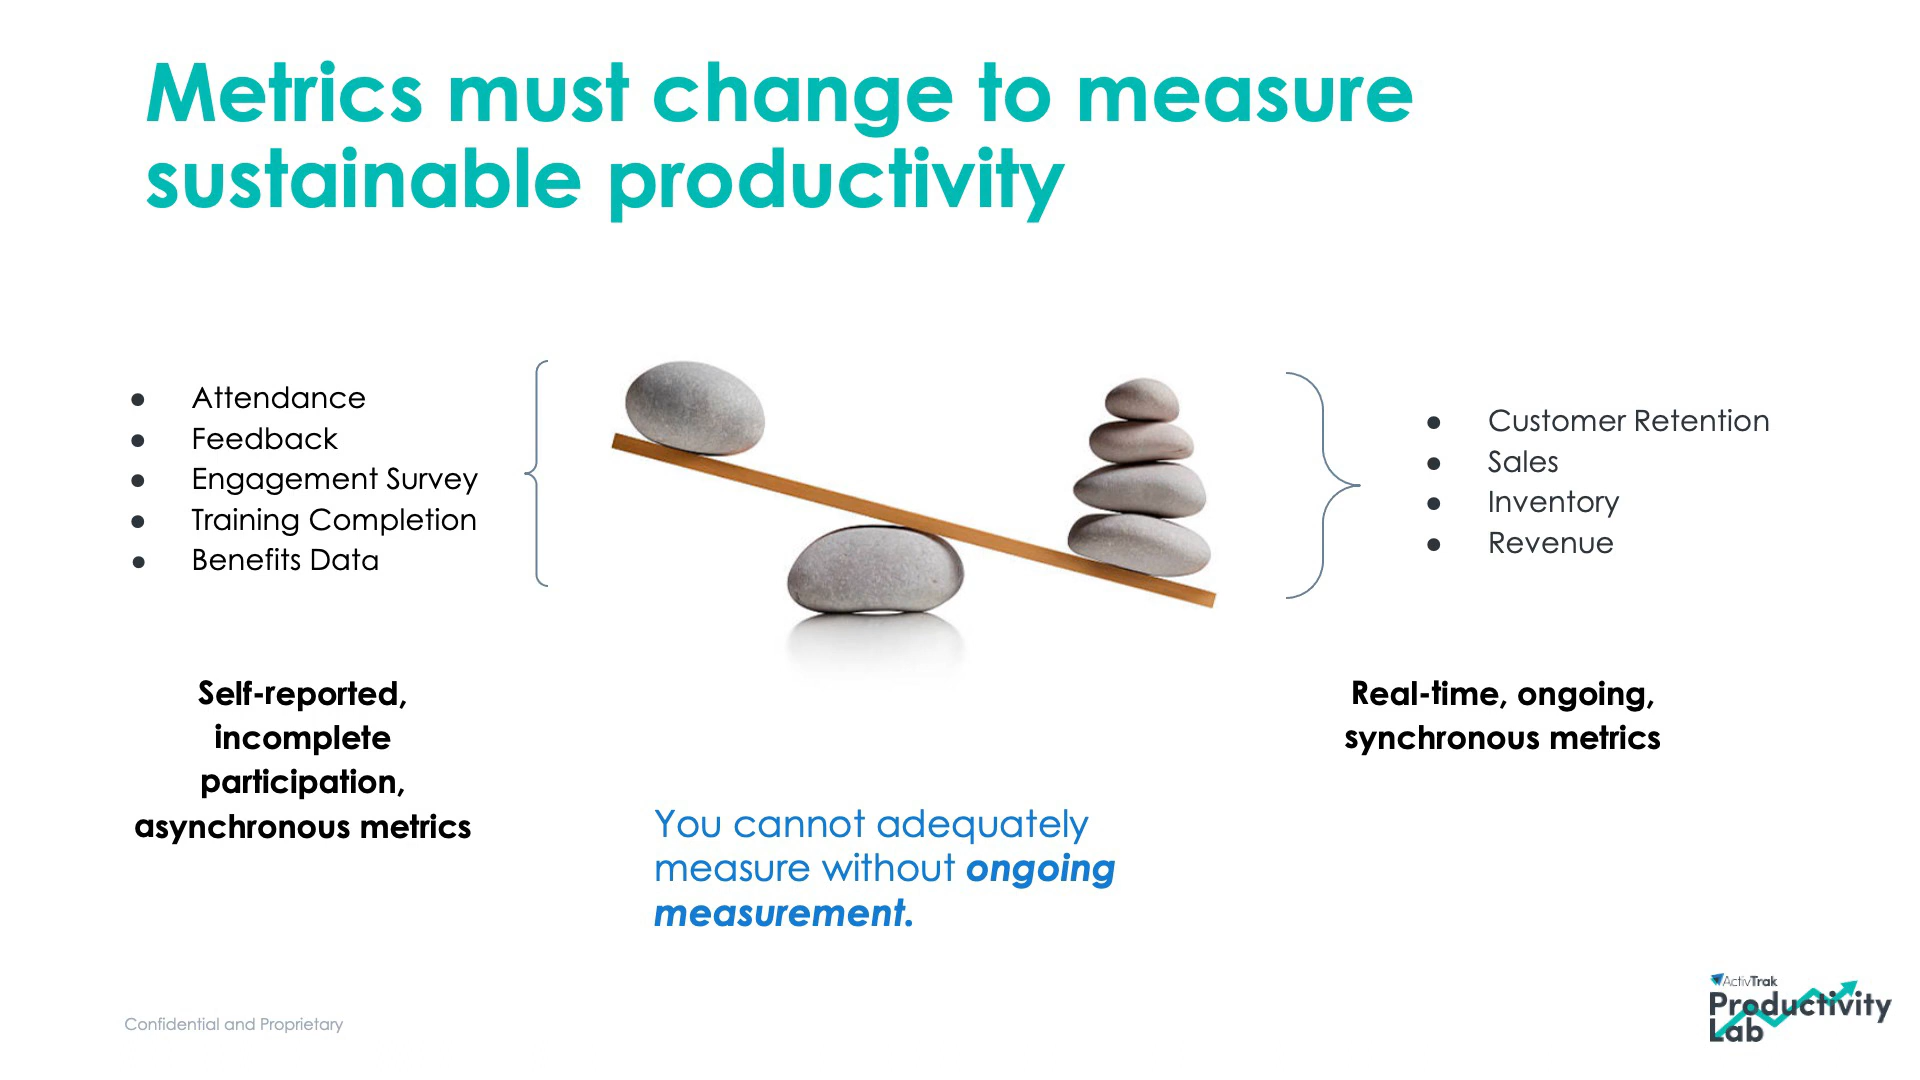 Metrics must change to measure
sustainable productivity
● Attendance
● Feedback
● Engagement Survey
● Training Completion
● Benefits Data
● Customer Retention
● Sales
● Inventory
● Revenue
Self-reported,
incomplete
participation,
asynchronous metrics
Real-time, ongoing,
synchronous metrics
You cannot adequately
measure without ongoing
measurement.
Confidential and Proprietary
ActivTrak
Productivity
Lab